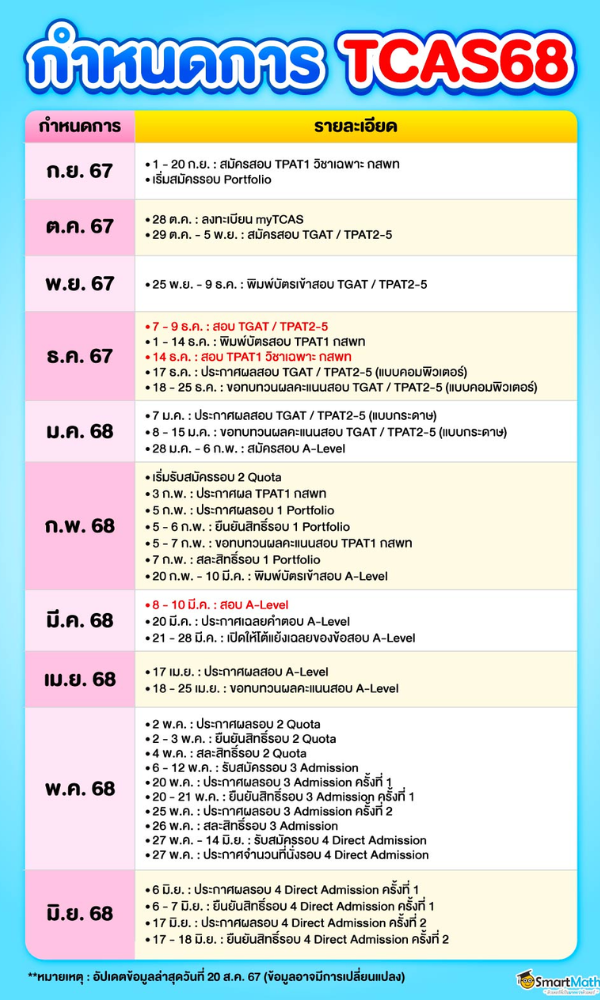 กำหนดการ TCAS68
กำหนดการ
รายละเอียด
ก.ย. 67
• 1 - 20 ก.ย. : สมัครสอบ TPAT1 วิชาเฉพาะ กสพท
• เริ่มสมัครรอบ Portfolio
ต.ค. 67
• 28 ต.ค. : ลงทะเบียน myTCAS
• 29 ต.ค. - 5 พ.ย. : สมัครสอบ TGAT / TPAT2-5
พ.ย. 67
• 25 พ.ย. - 9 ธ.ค. : พิมพ์บัตรเข้าสอบ TGAT / TPAT2-5
ธ.ค. 67
• 7 - 9 ธ.ค. : สอบ TGAT / TPAT2-5
• 1 - 14 ธ.ค. : พิมพ์บัตรสอบ TPAT1 กสพท
• 14 ธ.ค. : สอบ TPAT1 วิชาเฉพาะ กสพท
• 17 ธ.ค. : ประกาศผลสอบ TGAT / TPAT2-5 (แบบคอมพิวเตอร์)
• 18 - 25 ธ.ค. : ขอทบทวนผลคะแนนสอบ TGAT / TPAT2-5 (แบบคอมพิวเตอร์)
ม.ค. 68
• 7 ม.ค. : ประกาศผลสอบ TGAT / TPAT2-5 (แบบกระดาษ)
• 8 - 15 ม.ค. : ขอทบทวนผลคะแนนสอบ TGAT / TPAT2-5 (แบบกระดาษ)
• 28 ม.ค. - 6 ก.พ. : สมัครสอบ A-Level
ก.พ. 68
• เริ่มรับสมัครรอบ 2 Quota
• 3 ก.พ. : ประกาศผล TPAT1 กสพท
• 5 ก.พ. : ประกาศผลรอบ 1 Portfolio
• 5 - 6 ก.พ. : ยืนยันสิทธิ์รอบ 1 Portfolio
• 5 - 7 ก.พ. : ขอทบทวนผลคะแนนสอบ TPAT1 กสพท
• 7 ก.พ. : สละสิทธิ์รอบ 1 Portfolio
• 20 ก.พ. - 10 มี.ค. : พิมพ์บัตรเข้าสอบ A-Level
มี.ค. 68
• 8 - 10 มี.ค. : สอบ A-Level
• 20 มี.ค. : ประกาศเฉลยคำตอบ A-Level
• 21 - 28 มี.ค. : เปิดให้โต้แย้งเฉลยของข้อสอบ A-Level
เม.ย. 68
• 17 เม.ย. : ประกาศผลสอบ A-Level
• 18 - 25 เม.ย. : ขอทบทวนผลคะแนนสอบ A-Level
พ.ค. 68
• 2 พ.ค. : ประกาศผลรอบ 2 Quota
• 2 - 3 พ.ค. : ยืนยันสิทธิ์รอบ 2 Quota
• 4 พ.ค. : สละสิทธิ์รอบ 2 Quota
• 6 - 12 พ.ค. : รับสมัครรอบ 3 Admission
• 20 พ.ค. : ประกาศผลรอบ 3 Admission ครั้งที่ 1
• 20 - 21 พ.ค. : ยืนยันสิทธิ์รอบ 3 Admission ครั้งที่ 1
• 25 พ.ค. : ประกาศผลรอบ 3 Admission ครั้งที่ 2
• 26 พ.ค. : สละสิทธิ์รอบ 3 Admission
• 27 พ.ค. - 14 มิ.ย. : รับสมัครรอบ 4 Direct Admission
• 27 พ.ค. : ประกาศจำนวนที่นั่งรอบ 4 Direct Admission
มิ.ย. 68
• 6 มิ.ย. : ประกาศผลรอบ 4 Direct Admission ครั้งที่ 1
• 6 - 7 มิ.ย. : ยืนยันสิทธิ์รอบ 4 Direct Admission ครั้งที่ 1
• 17 มิ.ย. : ประกาศผลรอบ 4 Direct Admission ครั้งที่ 2
• 17 - 18 มิ.ย. : ยืนยันสิทธิ์รอบ 4 Direct Admission ครั้งที่ 2
**หมายเหตุ : อัปเดตข้อมูลล่าสุดวันที่ 20 ส.ค. 67 (ข้อมูลอาจมีการเปลี่ยนแปลง)
SmartMath